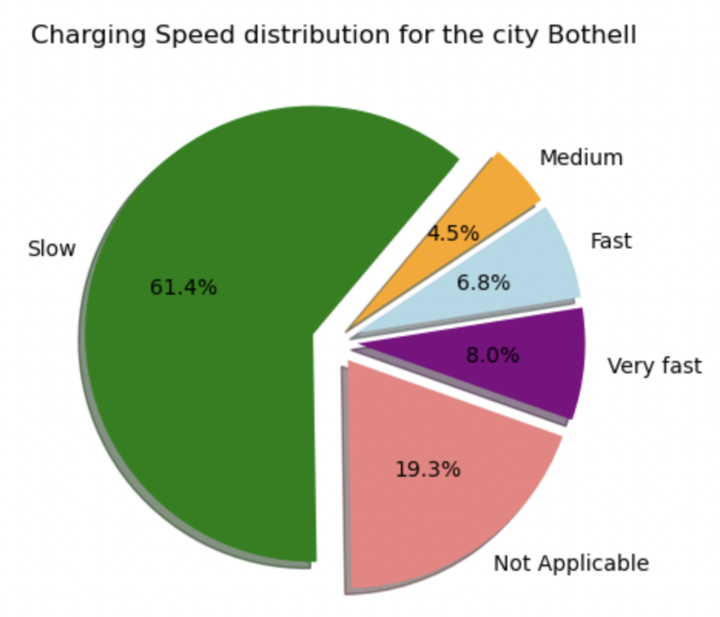 Charging Speed distribution for the city Bothell
Medium
4.5%
Fast
Slow
6.8%
61.4%
8.0%
Very fast
19.3%
Not Applicable